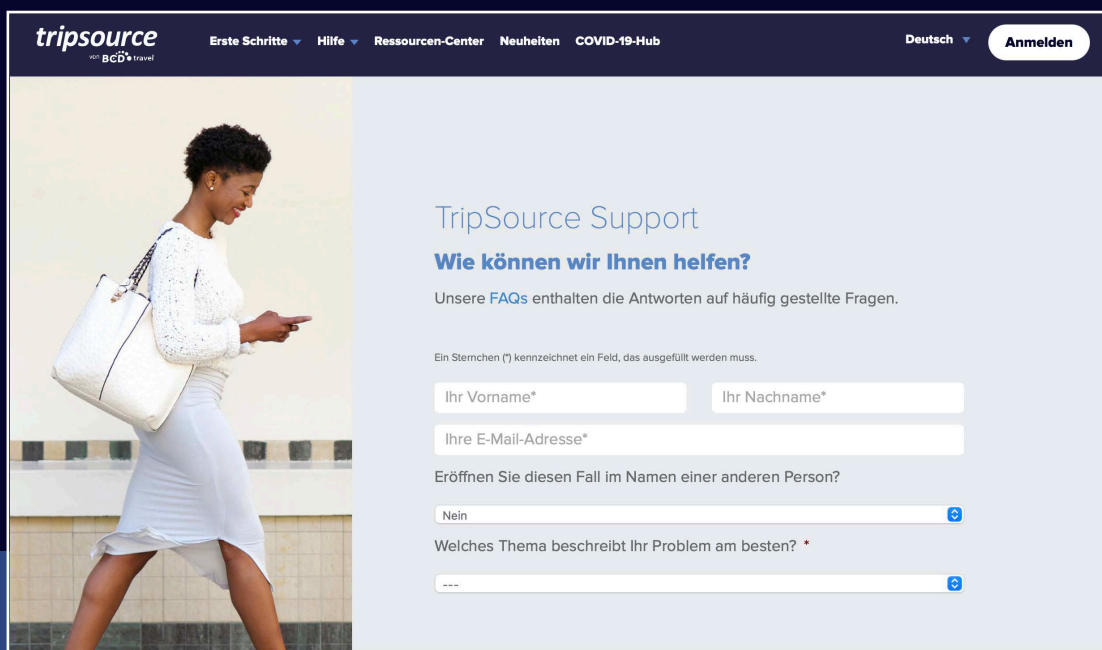 tripsource
von BCD travel
Erste Schritte Hilfe Ressourcen-Center Neuheiten COVID-19-Hub Deutsch Anmelden
TripSource Support
Wie können wir Ihnen helfen?
Unsere FAQs enthalten die Antworten auf häufig gestellte Fragen.
Ein Sternchen (*) kennzeichnet ein Feld, das ausgefüllt werden muss.
Ihr Vorname* Ihr Nachname*
Ihre E-Mail-Adresse*
Eröffnen Sie diesen Fall im Namen einer anderen Person?
Nein
Welches Thema beschreibt Ihr Problem am besten? *
---